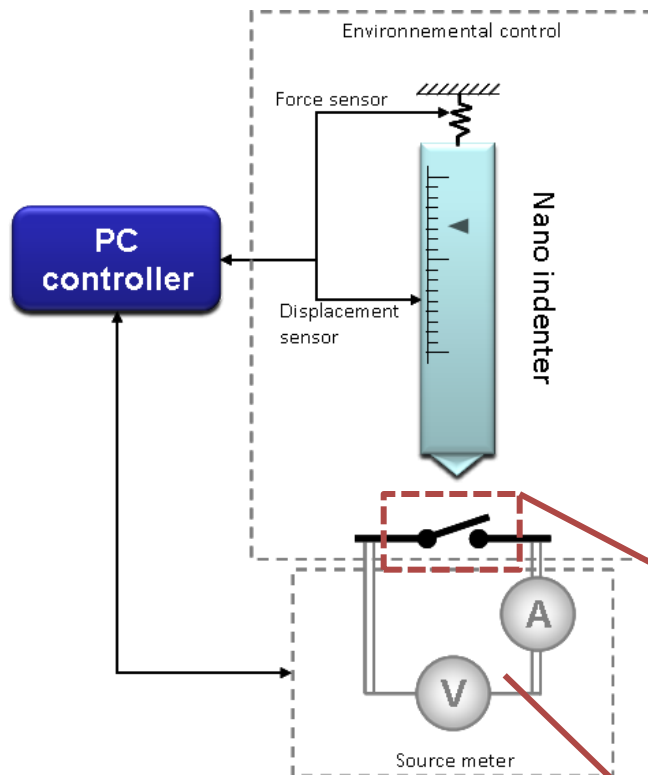 Environnemental control
Force sensor
PC
controller
Nano indenter
Displacement
sensor
A
V
Source meter